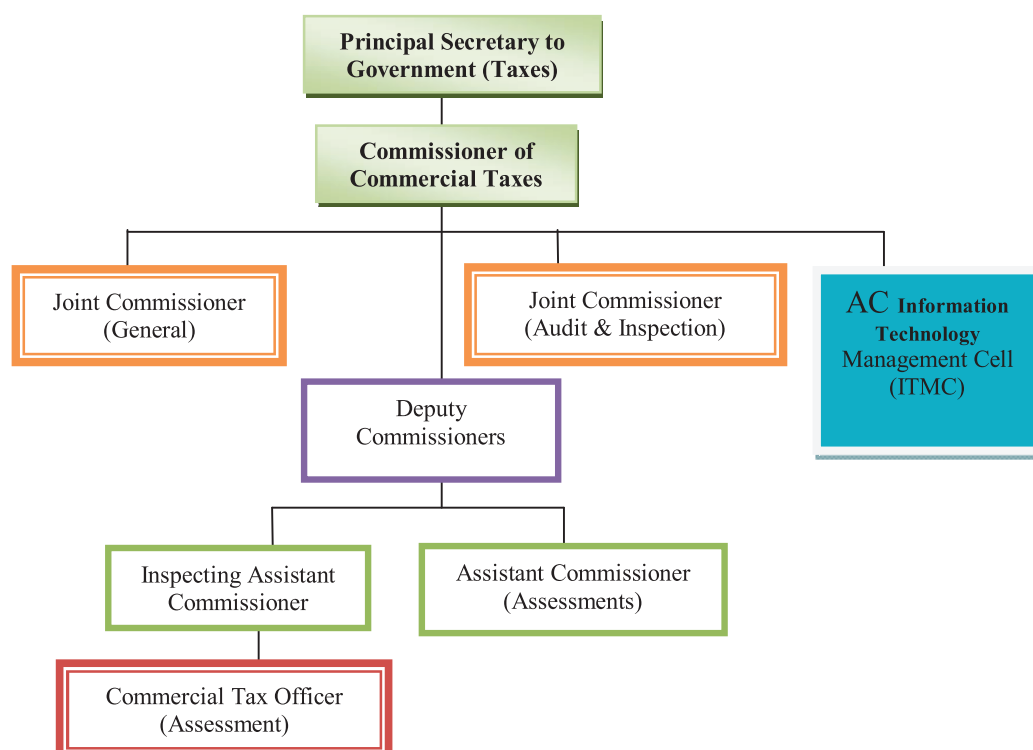 Principal Secretary to
Government (Taxes)
Commissioner of
Commercial Taxes
Joint Commissioner
(General)
Joint Commissioner
(Audit & Inspection)
AC Information
Technology
Management Cell
(ITMC)
Deputy
Commissioners
Inspecting Assistant
Commissioner
Assistant Commissioner
(Assessments)
Commercial Tax Officer
(Assessment)